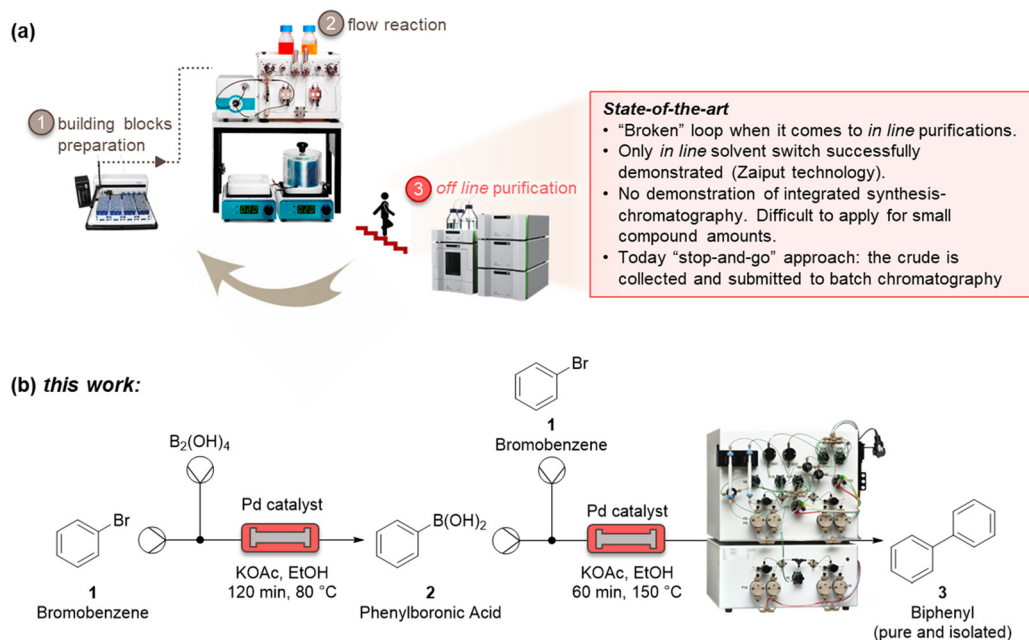 (a)
2 flow reaction
1 building blocks
preparation
3 off line purification
State-of-the-art
• “Broken” loop when it comes to in line purifications.
• Only in line solvent switch successfully
demonstrated (Zaiput technology).
• No demonstration of integrated synthesis-
chromatography. Difficult to apply for small
compound amounts.
• Today “stop-and-go” approach: the crude is
collected and submitted to batch chromatography
(b) this work:
Br
1
Bromobenzene
B2(OH)4
Br
1
Bromobenzene
Pd catalyst
KOAc, EtOH
120 min, 80 °C
B(OH)2
2
Phenylboronic Acid
Pd catalyst
KOAc, EtOH
60 min, 150 °C
3
Biphenyl
(pure and isolated)